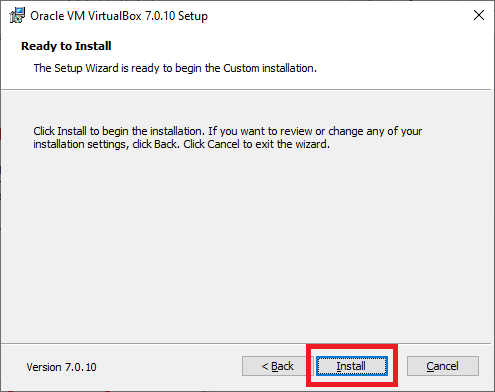 Oracle VM VirtualBox 7.0.10 Setup
Ready to Install
The Setup Wizard is ready to begin the Custom installation.
Click Install to begin the installation. If you want to review or change any of your
installation settings, click Back. Click Cancel to exit the wizard.
Version 7.0.10
< Back
Install
Cancel